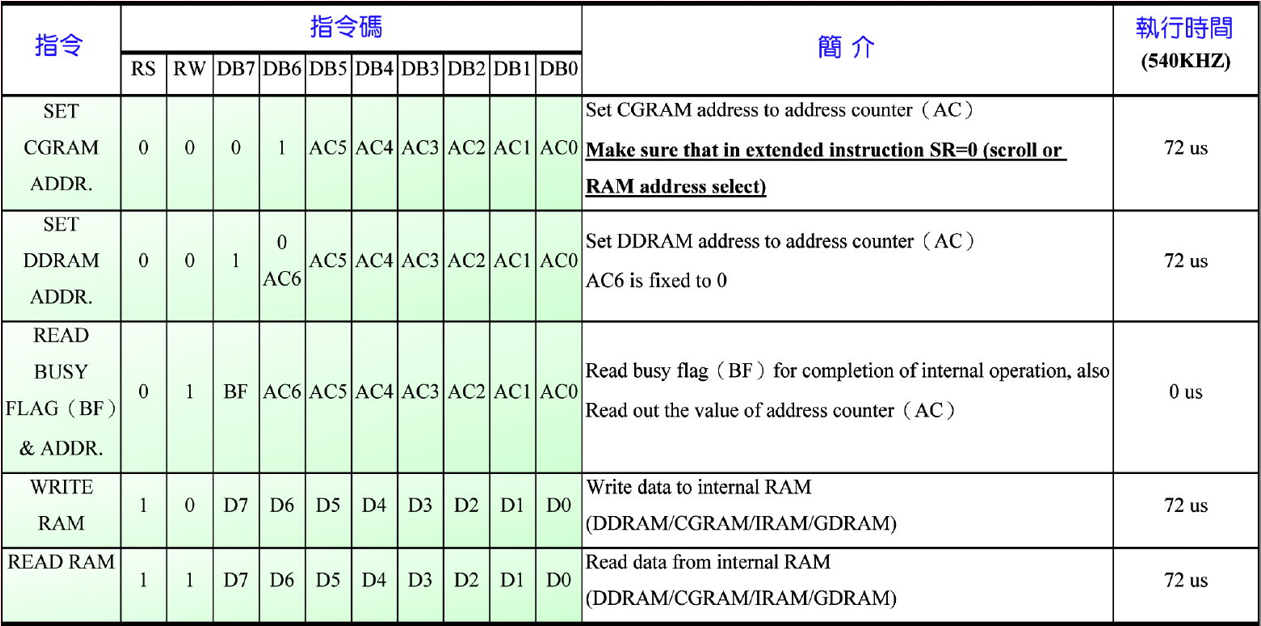 指令 指令碼 簡 介 執行時間
RS RW DB7 DB6 DB5 DB4 DB3 DB2 DB1 DB0 (540KHZ)
SET
CGRAM
ADDR.
0 0 0 1 AC5 AC4 AC3 AC2 AC1 AC0
Set CGRAM address to address counter（AC）
Make sure that in extended instruction SR=0 (scroll or
RAM address select)
72 us
SET
DDRAM
ADDR.
0 0 1 0 AC5 AC4 AC3 AC2 AC1 AC0
AC6
Set DDRAM address to address counter（AC）
AC6 is fixed to 0
72 us
READ
BUSY
FLAG（BF）
& ADDR.
0 1 BF AC6 AC5 AC4 AC3 AC2 AC1 AC0
Read busy flag（BF）for completion of internal operation, also
Read out the value of address counter（AC）
0 us
WRITE
RAM
1 0 D7 D6 D5 D4 D3 D2 D1 D0
Write data to internal RAM
(DDRAM/CGRAM/IRAM/GDRAM)
72 us
READ RAM
1 1 D7 D6 D5 D4 D3 D2 D1 D0
Read data from internal RAM
(DDRAM/CGRAM/IRAM/GDRAM)
72 us